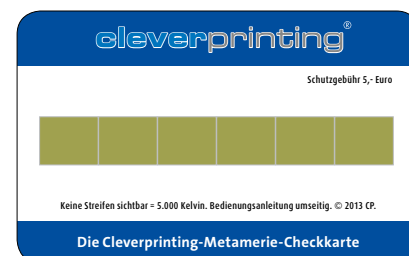 cleverprinting®
Schutzgebühr 5,- Euro
Keine Streifen sichtbar = 5.000 Kelvin. Bedienungsanleitung umseitig. © 2013 CP.
Die Cleverprinting-Metamerie-Checkkarte